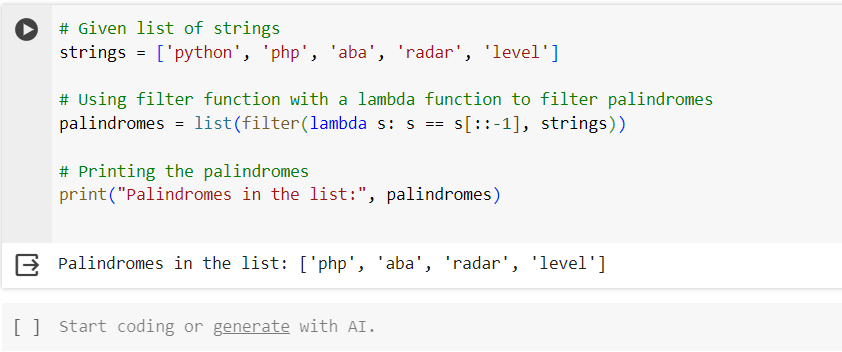 # Given list of strings
strings = ['python', 'php', 'aba', 'radar', 'level']
# Using filter function with a lambda function to filter palindromes
palindromes = list(filter(lambda s: s == s[::-1], strings))
# Printing the palindromes
print("Palindromes in the list:", palindromes)
Palindromes in the list: ['php', 'aba', 'radar', 'level']
[ ] Start coding or generate with AI.